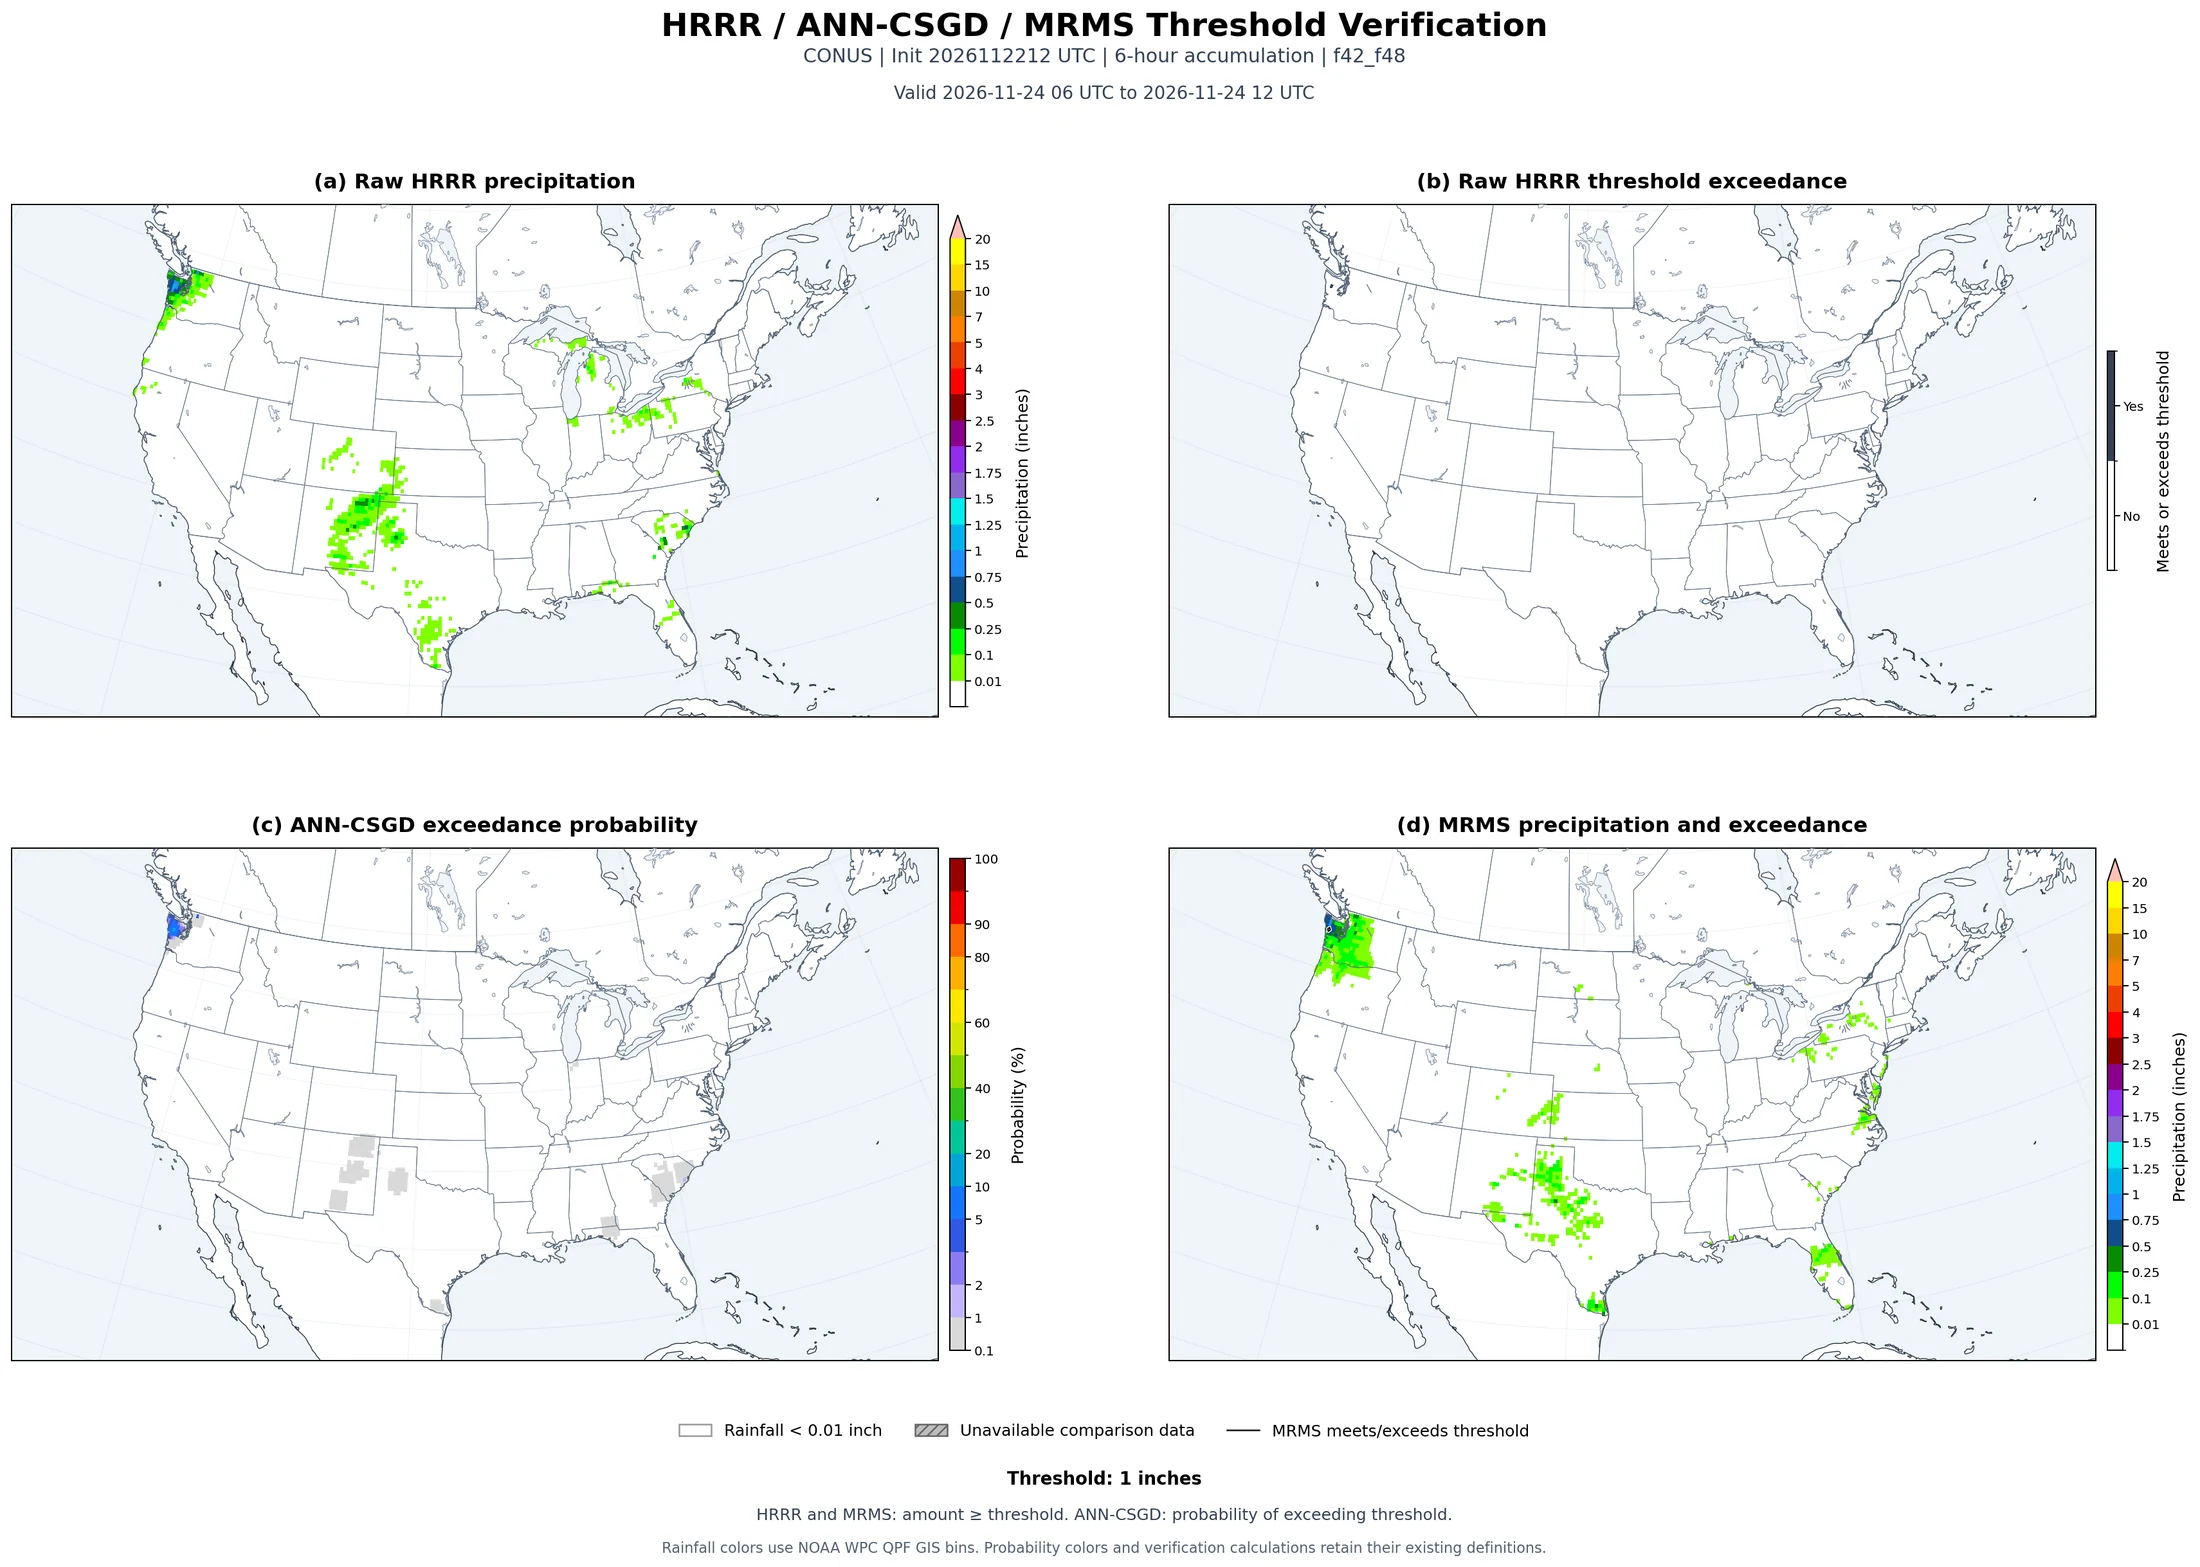 HRRR / ANN-CSGD / MRMS Threshold Verification
CONUS | Init 2026112212 UTC | 6-hour accumulation | f42_f48
Valid 2026-11-24 06 UTC to 2026-11-24 12 UTC
(a) Raw HRRR precipitation
20
15
10
7
5
4
3
2.5
2
1.75
1.5
1.25
1
0.75
0.5
0.25
0.1
0.01
Precipitation (inches)
(b) Raw HRRR threshold exceedance
Yes
No
Meets or exceeds threshold
(c) ANN-CSGD exceedance probability
100
90
80
60
40
20
10
5
2
1
0.1
Probability (%)
(d) MRMS precipitation and exceedance
20
15
10
7
5
4
3
2.5
2
1.75
1.5
1.25
1
0.75
0.5
0.25
0.1
0.01
Precipitation (inches)
Rainfall < 0.01 inch
Unavailable comparison data
MRMS meets/exceeds threshold
Threshold: 1 inches
HRRR and MRMS: amount ≥ threshold. ANN-CSGD: probability of exceeding threshold.
Rainfall colors use NOAA WPC QPF GIS bins. Probability colors and verification calculations retain their existing definitions.